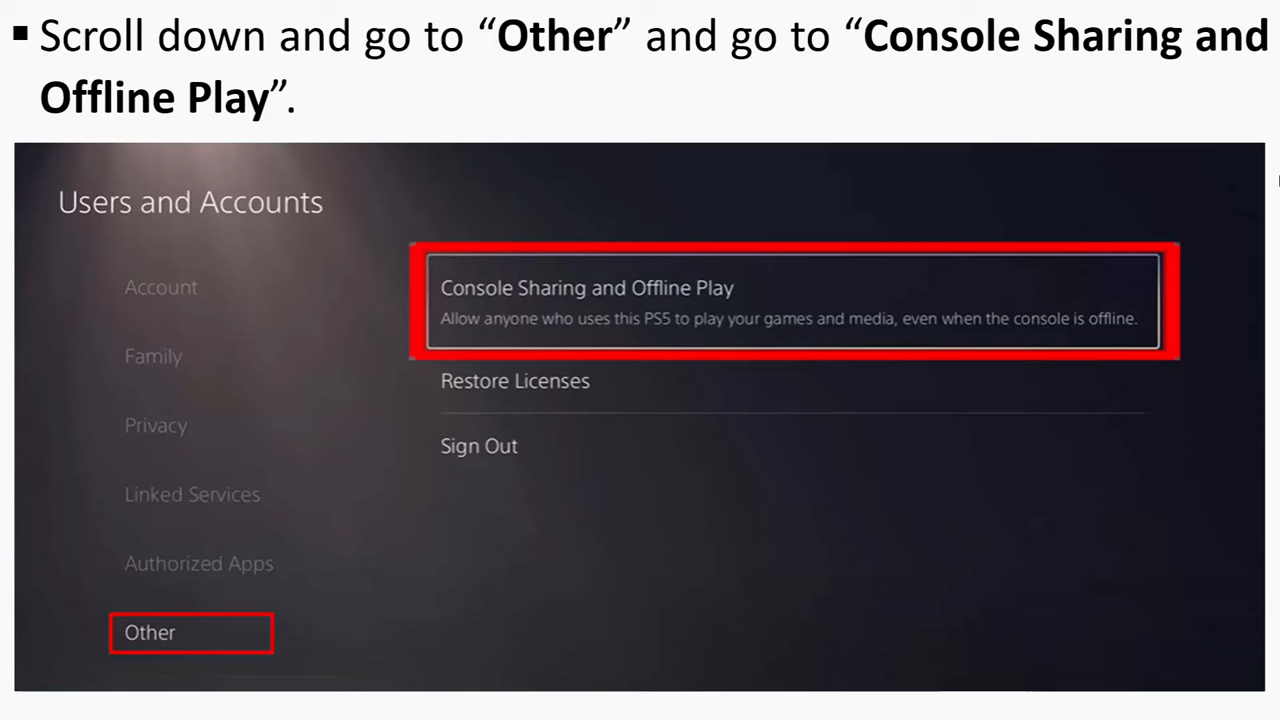 ▪ Scroll down and go to “Other” and go to “Console Sharing and
Offline Play”.
Users and Accounts
Account
Family
Privacy
Linked Services
Authorized Apps
Other
Console Sharing and Offline Play
Allow anyone who uses this PS5 to play your games and media, even when the console is offline.
Restore Licenses
Sign Out